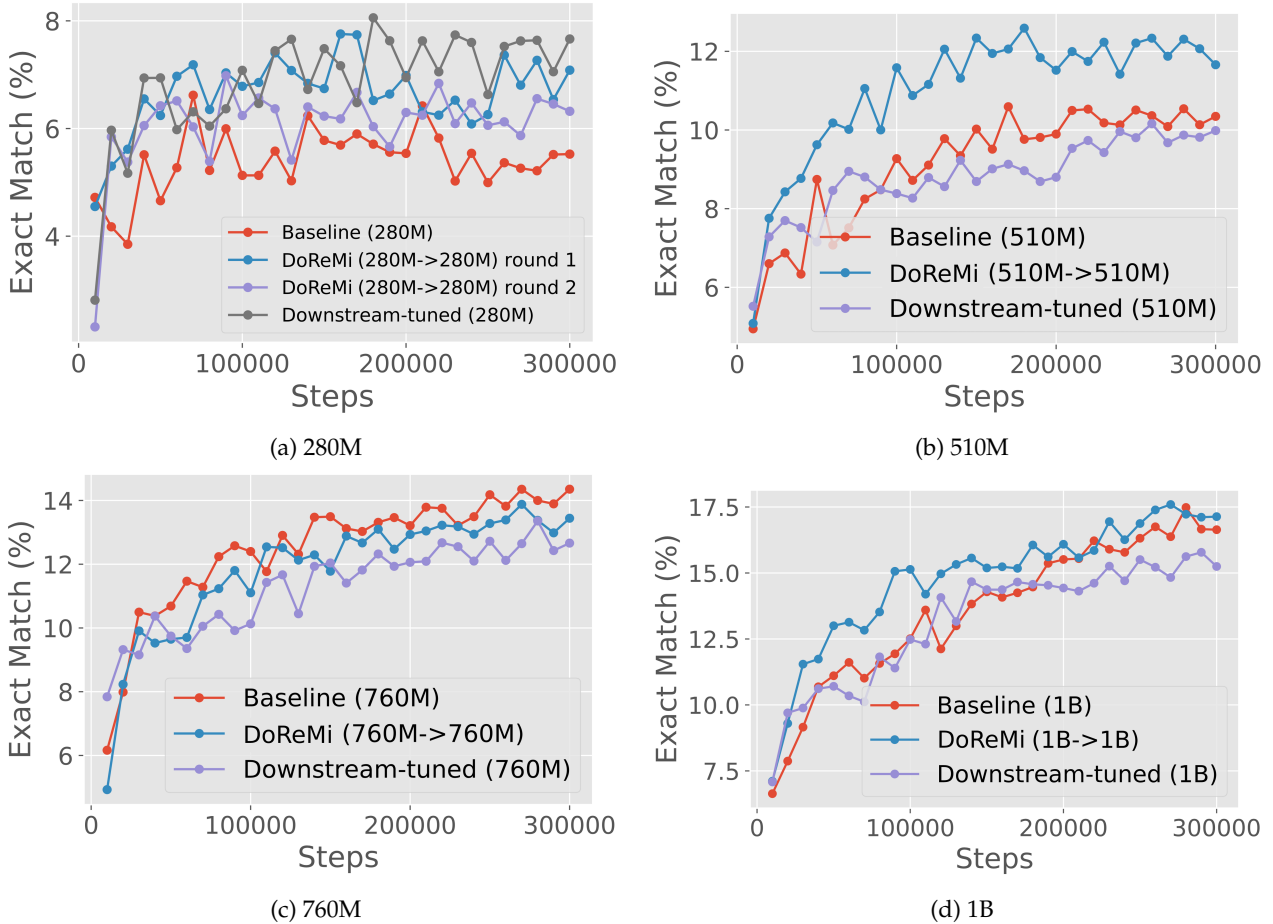 8
6
4
Exact Match (%)
Baseline (280M)
DoReMi (280M->280M) round 1
DoReMi (280M->280M) round 2
Downstream-tuned (280M)
0
100000
200000
300000
Steps
(a) 280M
12
10
8
6
Exact Match (%)
Baseline (510M)
DoReMi (510M->510M)
Downstream-tuned (510M)
0
100000
200000
300000
Steps
(b) 510M
14
12
10
8
6
Exact Match (%)
Baseline (760M)
DoReMi (760M->760M)
Downstream-tuned (760M)
0
100000
200000
300000
Steps
(c) 760M
17.5
15.0
12.5
10.0
7.5
Exact Match (%)
Baseline (1B)
DoReMi (1B->1B)
Downstream-tuned (1B)
0
100000
200000
300000
Steps
(d) 1B